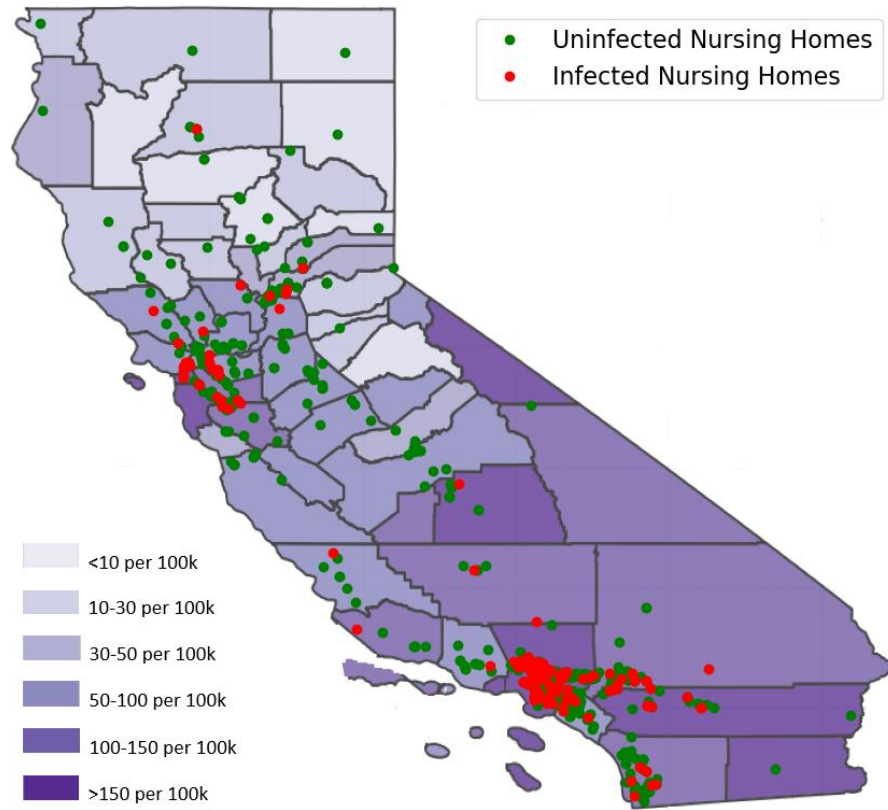 Uninfected Nursing Homes
Infected Nursing Homes
<10 per 100k
10-30 per 100k
30-50 per 100k
50-100 per 100k
100-150 per 100k
>150 per 100k